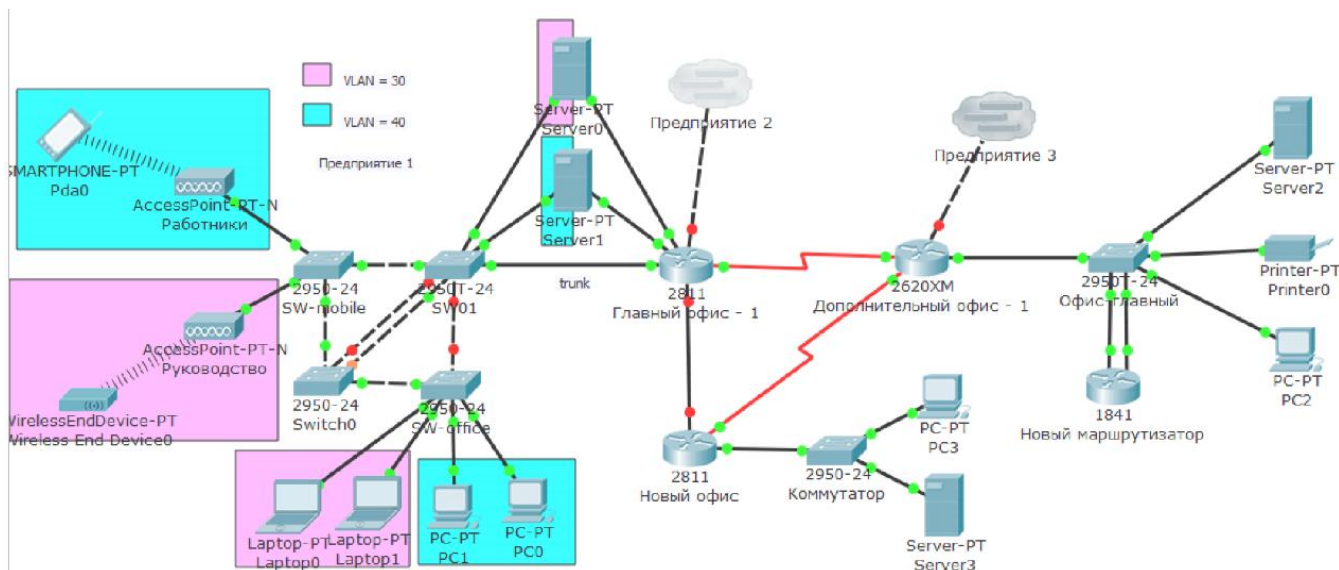 VLAN = 30
VLAN = 40
Предприятие 1
SMARTPHONE-PT
Pda0
AccessPoint-PT-N
Работники
2950-24
SW-mobile
AccessPoint-PT-N
Руководство
WirelessEndDevice-PT
Wireless End Device0
2950-24
Switch0
2950T-24
SW01
2950-24
SW-office
Laptop-PT
Laptop0
Laptop-PT
Laptop1
PC-PT
PC1
PC-PT
PC0
Server-PT
Server0
Server-PT
Server1
trunk
Предприятие 2
2811
Главный офис - 1
Предприятие 3
2620XM
Дополнительный офис - 1
2811
Новый офис
2950-24
Коммутатор
PC-PT
PC3
Server-PT
Server3
2950T-24
Офис главный
1841
Новый маршрутизатор
Server-PT
Server2
Printer-PT
Printer0
PC-PT
PC2